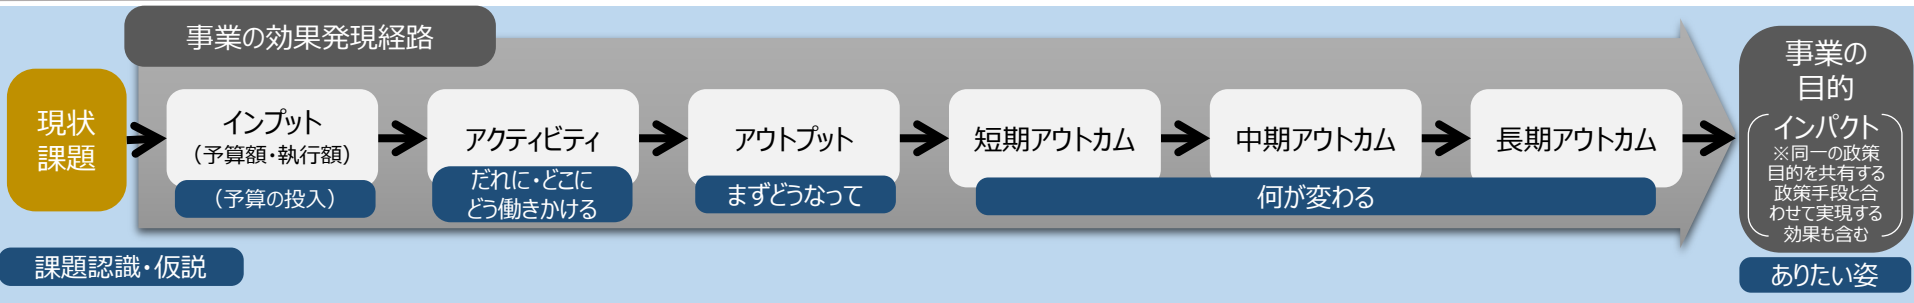 事業の効果発現経路
現状
課題
インプット
（予算額・執行額）
（予算の投入）
アクティビティ
だれに・どこに
どう働きかける
アウトプット
まずどうなって
短期アウトカム
中期アウトカム
長期アウトカム
何が変わる
事業の
目的
インパクト
※同一の政策
目的を共有する
政策手段と合
わせて実現する
効果も含む
課題認識・仮説
ありたい姿